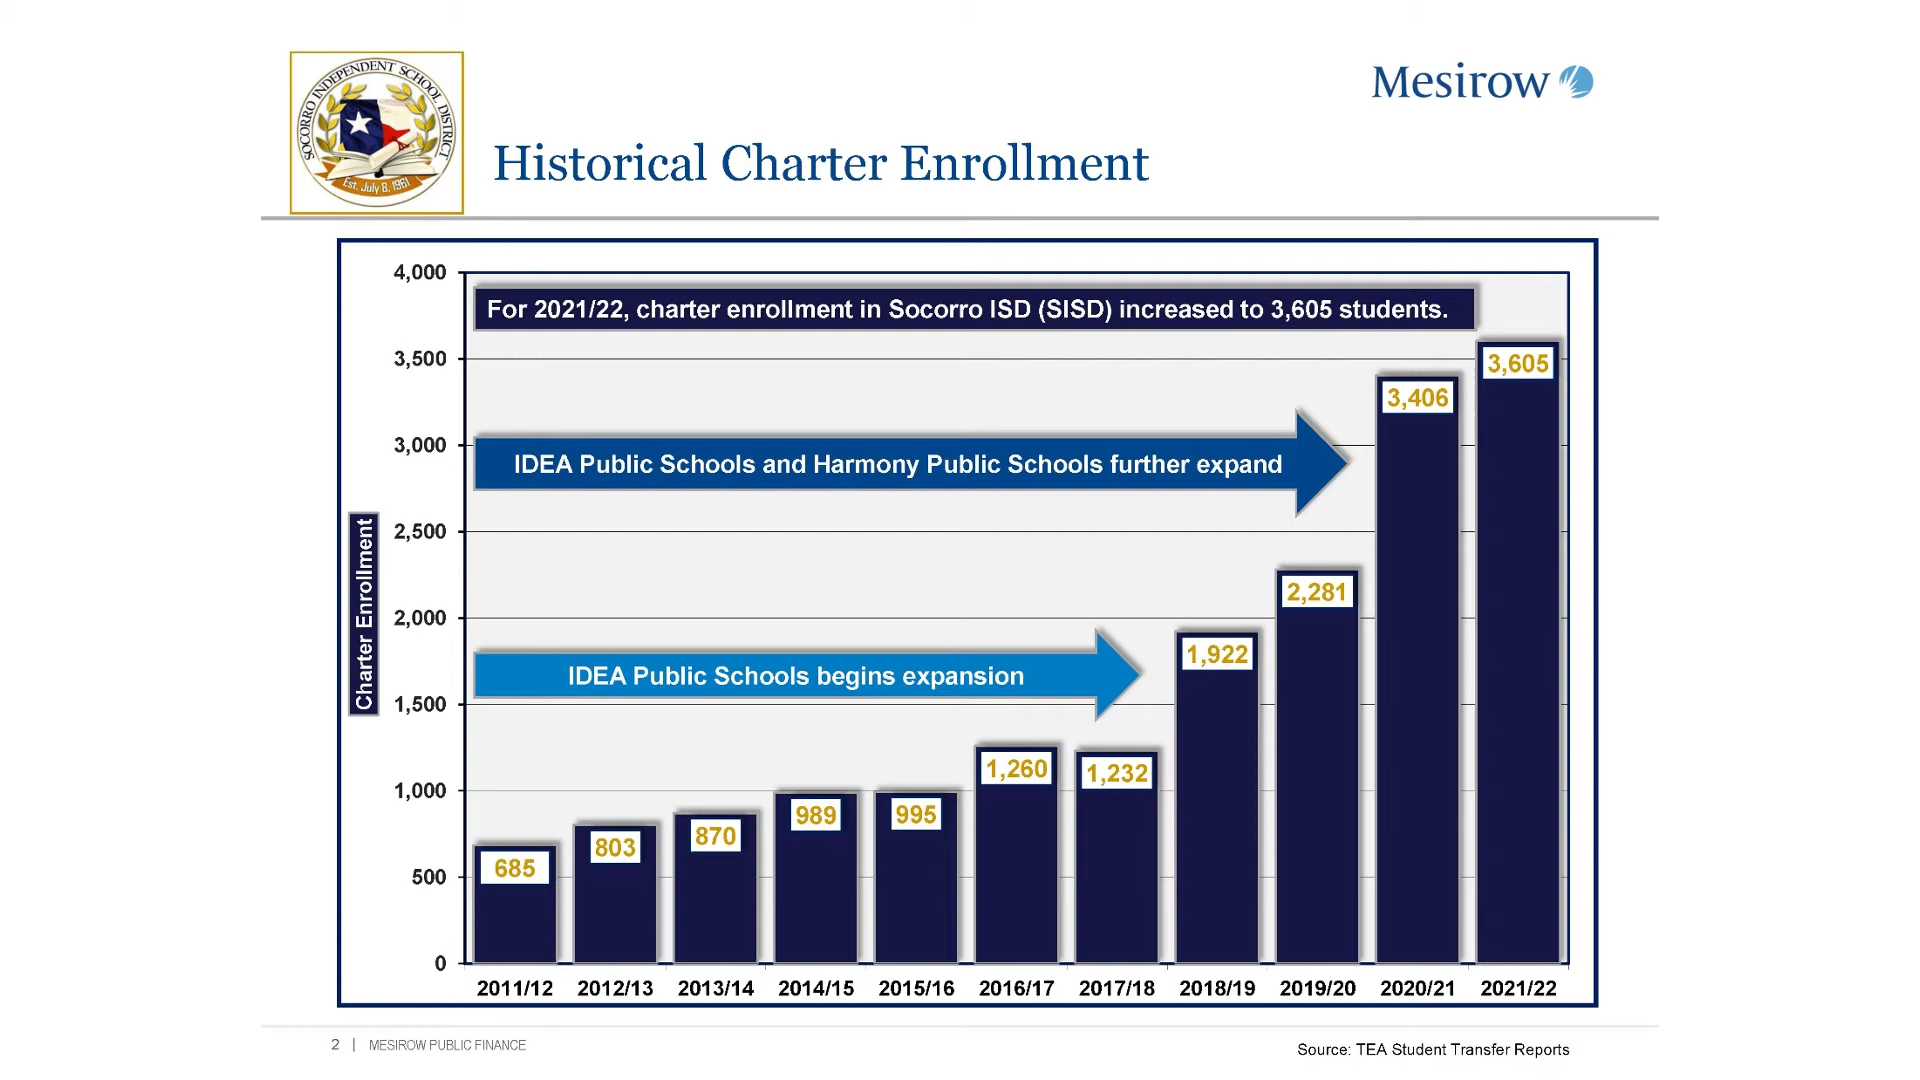 SOCORRO INDEPENDENT SCHOOL DISTRICT
Est. July 8, 1961
Mesirow
Historical Charter Enrollment
4,000
3,500
3,000
2,500
2,000
1,500
1,000
500
0
Charter Enrollment
For 2021/22, charter enrollment in Socorro ISD (SISD) increased to 3,605 students.
IDEA Public Schools and Harmony Public Schools further expand
IDEA Public Schools begins expansion
685
803
870
989
995
1,260
1,232
1,922
2,281
3,406
3,605
2011/12 2012/13 2013/14 2014/15 2015/16 2016/17 2017/18 2018/19 2019/20 2020/21 2021/22
2 | MESIROW PUBLIC FINANCE
Source: TEA Student Transfer Reports